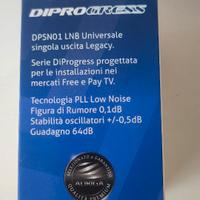 DIPROGRESS
DPSN01 LNB Universale
singola uscita Legacy.
Serie DiProgress progettata
per le installazioni nei
mercati Free e Pay TV.
Tecnologia PLL Low Noise
Figura di Rumore 0,1dB
Stabilità oscillatori +/-0,5dB
Guadagno 64dB
AURIGA